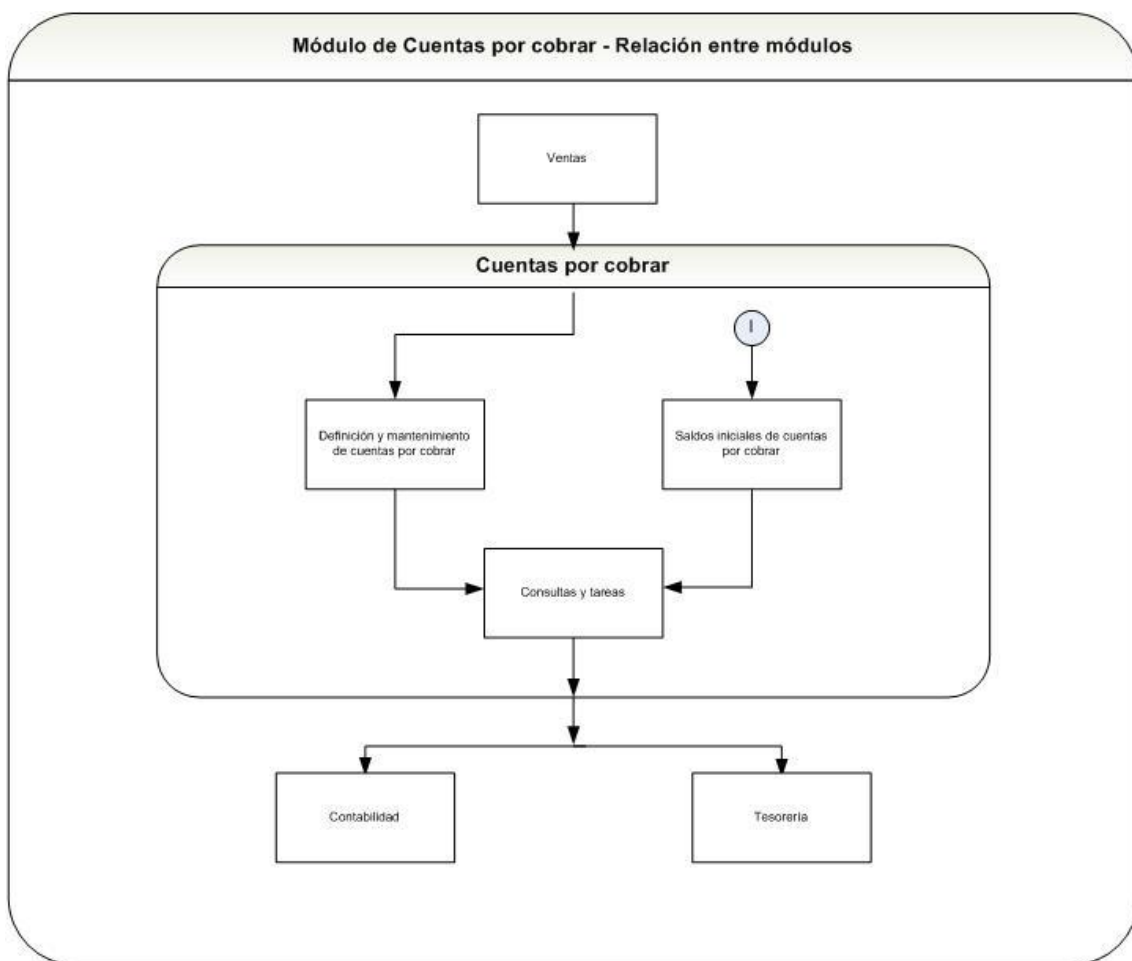 Módulo de Cuentas por cobrar - Relación entre módulos
Ventas
Cuentas por cobrar
I
Definición y mantenimiento
de cuentas por cobrar
Saldos iniciales de cuentas
por cobrar
Consultas y tareas
Contabilidad
Tesorería